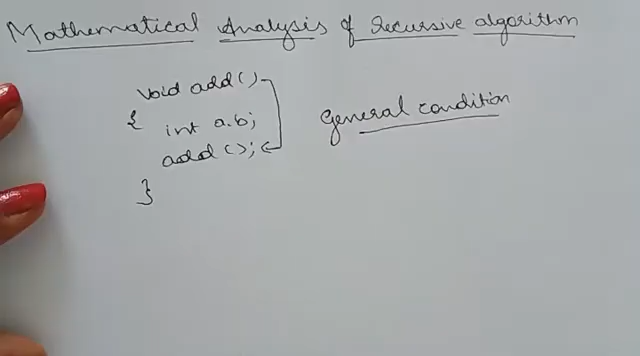 Mathematical Analysis of Recursive algorithm
void add()
{
int a.b;
add();
}
General condition